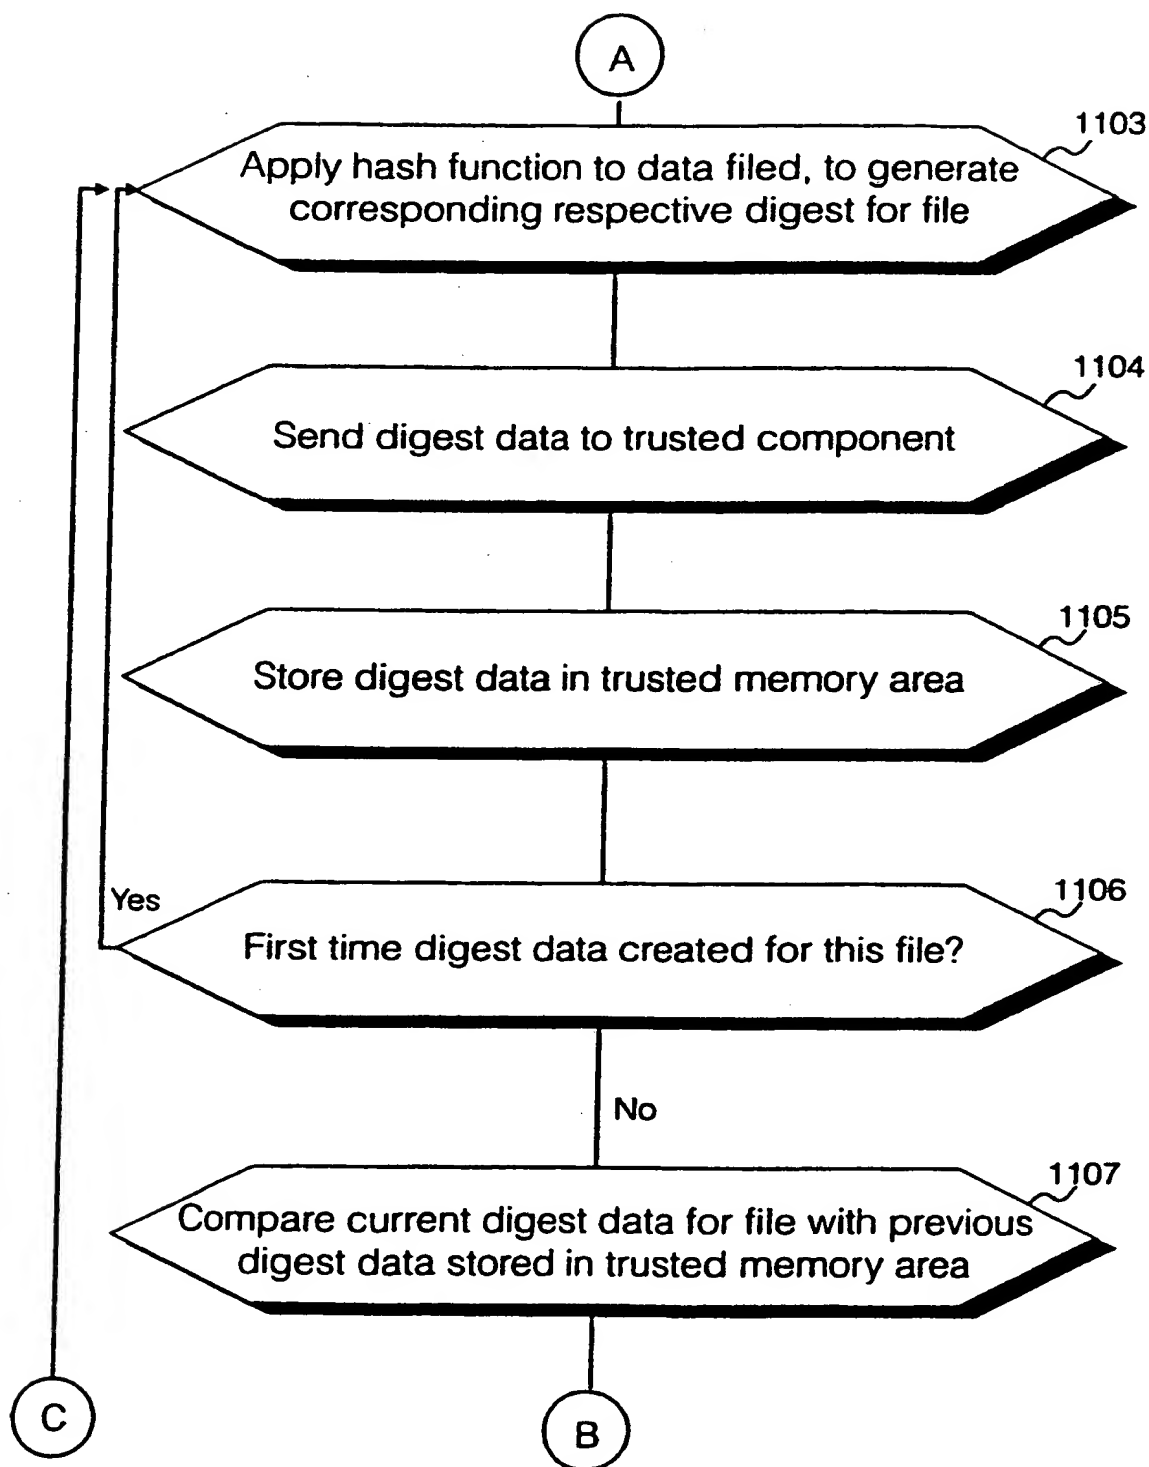 A
1103
Apply hash function to data filed, to generate
corresponding respective digest for file
1104
Send digest data to trusted component
1105
Store digest data in trusted memory area
Yes
1106
First time digest data created for this file?
No
1107
Compare current digest data for file with previous
digest data stored in trusted memory area
C
B